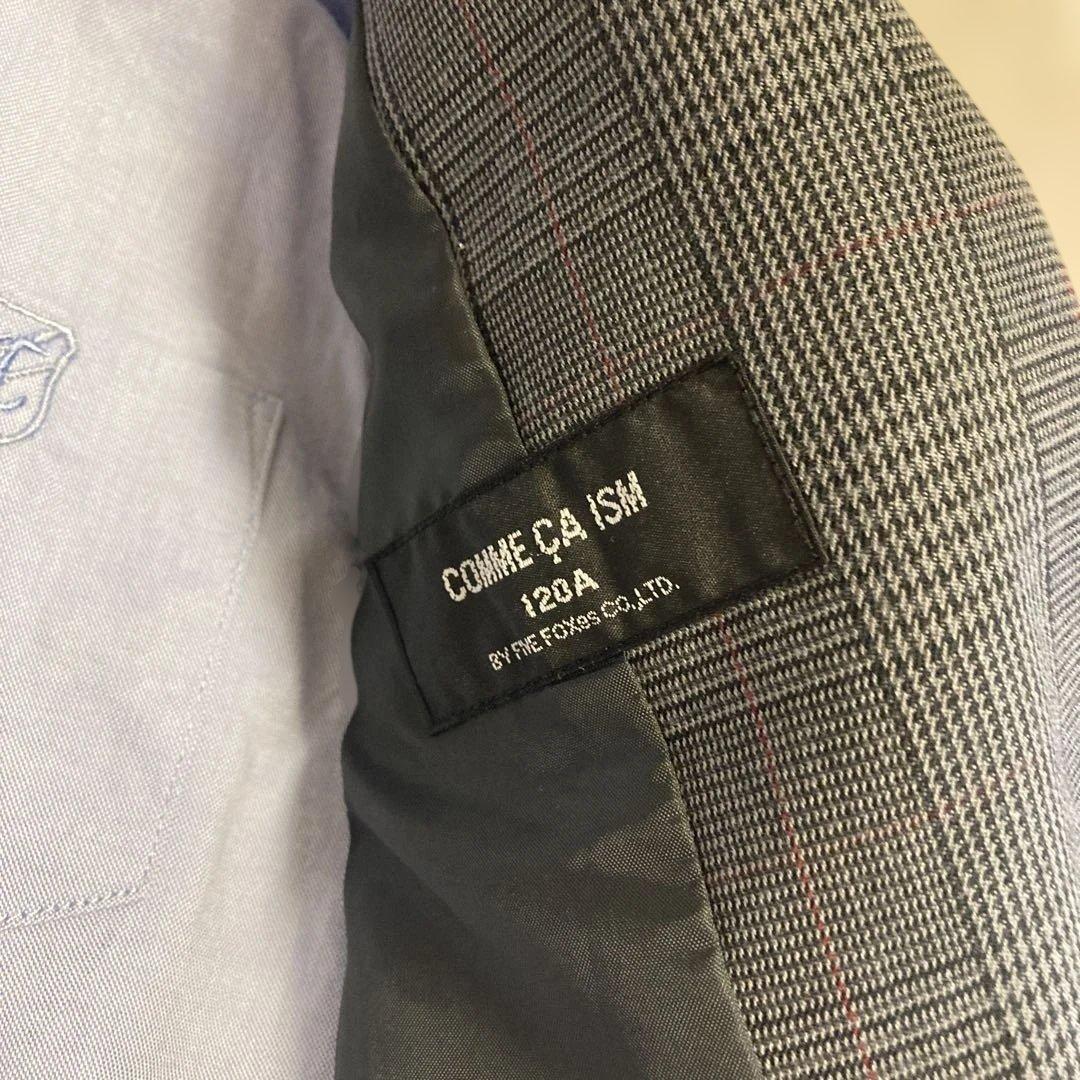 COMME ÇA ISM
120A
BY FIVE FOXes CO.,LTD.